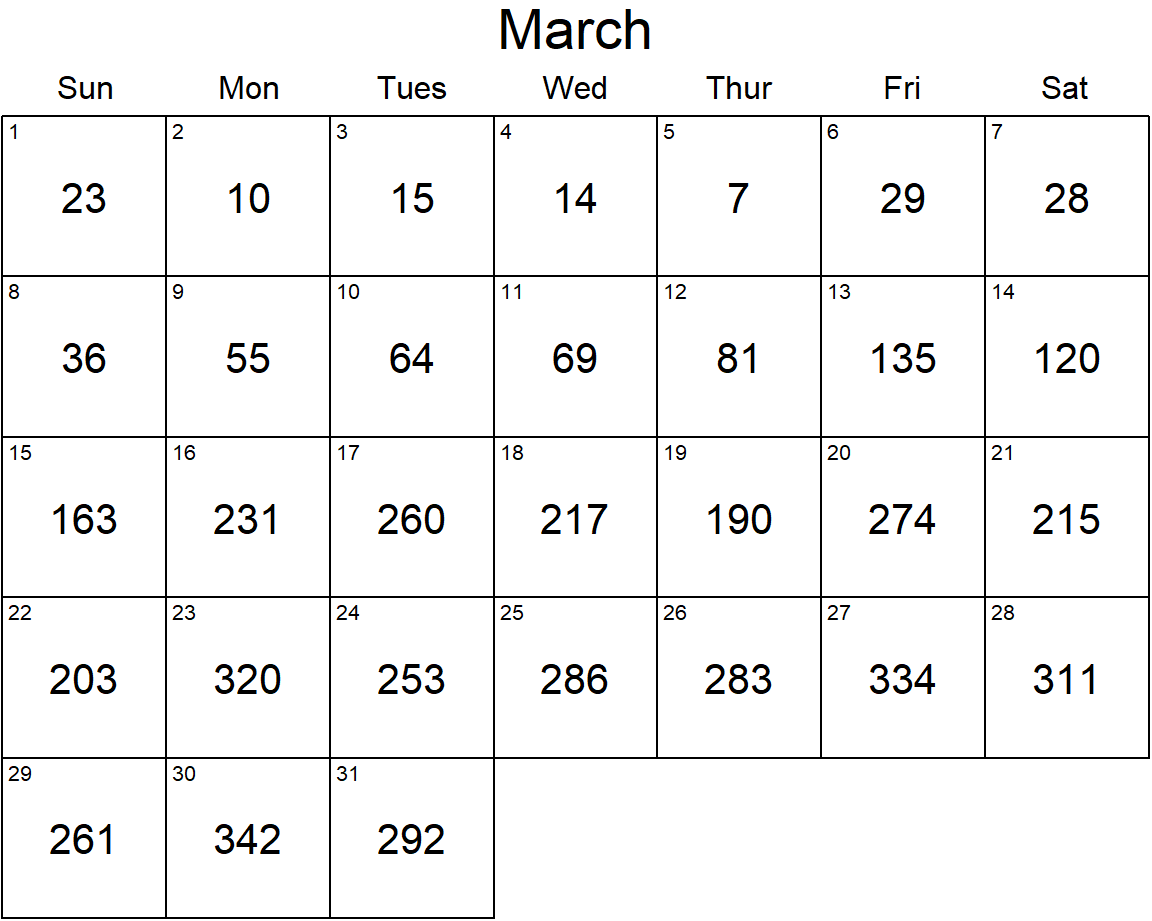 March
Sun Mon Tues Wed Thur Fri Sat
1 2 3 4 5 6 7
23 10 15 14 7 29 28
8 9 10 11 12 13 14
36 55 64 69 81 135 120
15 16 17 18 19 20 21
163 231 260 217 190 274 215
22 23 24 25 26 27 28
203 320 253 286 283 334 311
29 30 31
261 342 292